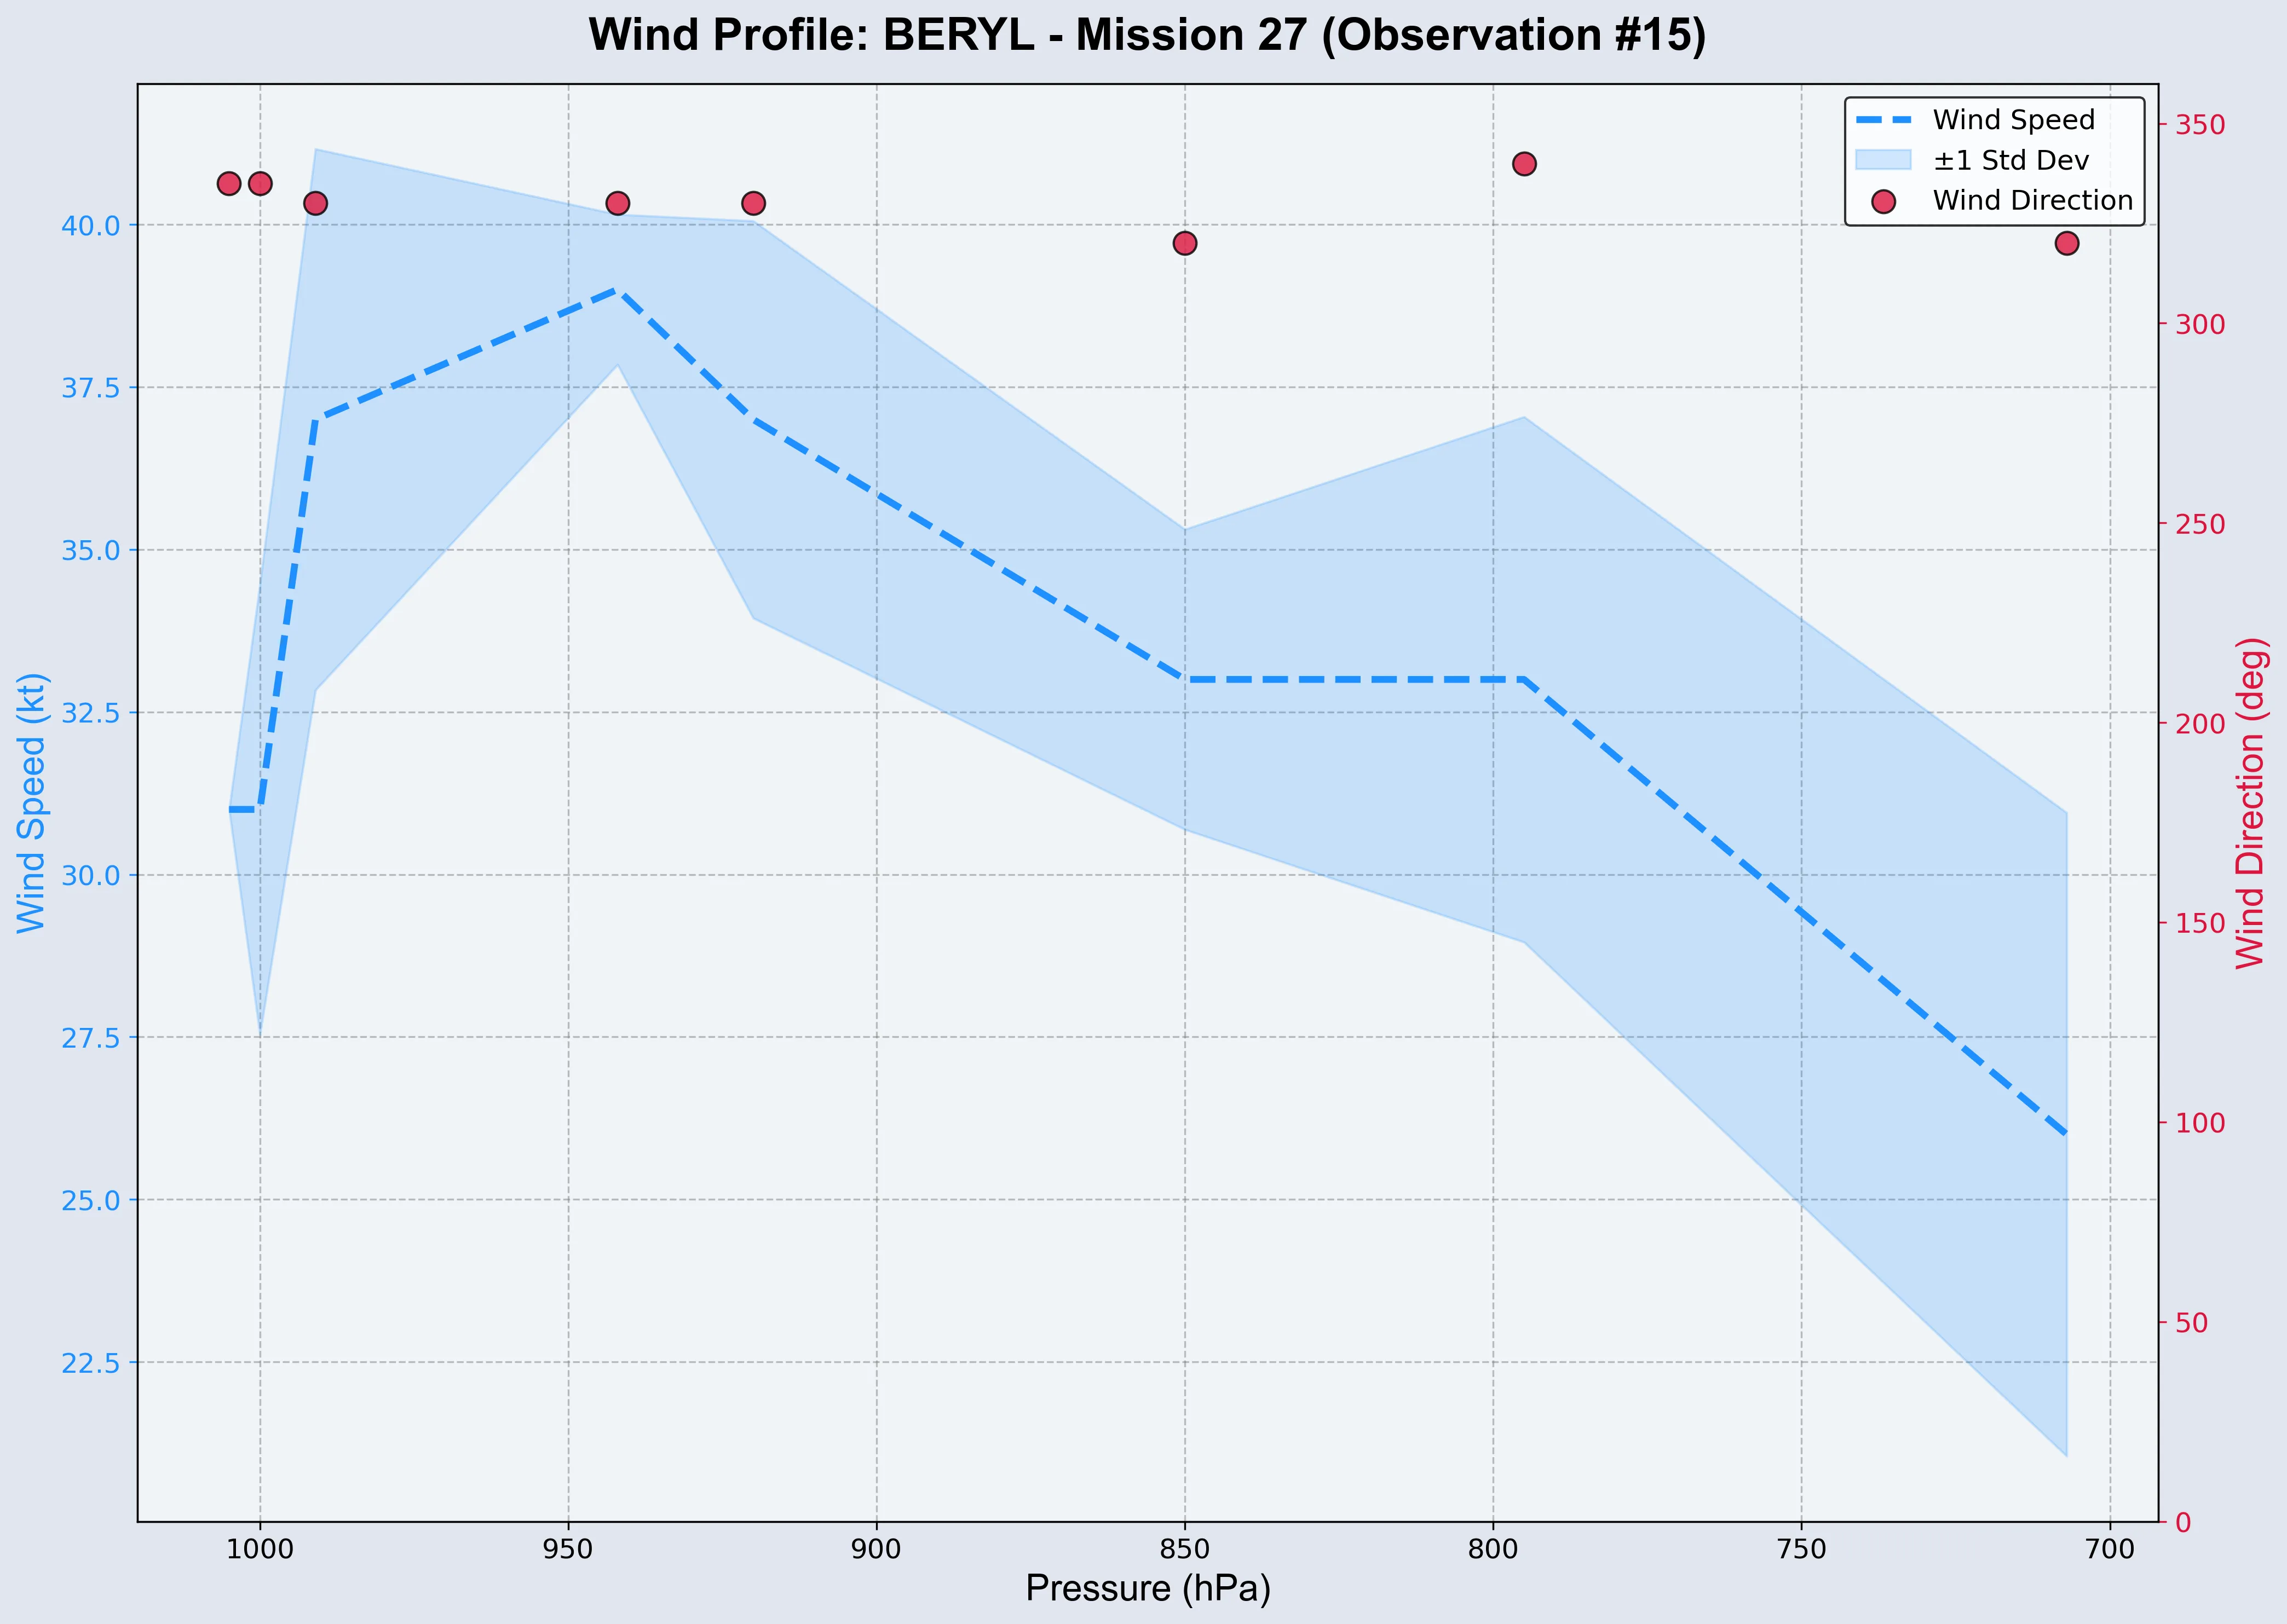 Wind Profile: BERYL - Mission 27 (Observation #15)
Wind Speed
±1 Std Dev
Wind Direction
Wind Speed (kt)
40.0
37.5
35.0
32.5
30.0
27.5
25.0
22.5
350
300
250
200
150
100
50
0
Wind Direction (deg)
1000 950 900 850 800 750 700
Pressure (hPa)